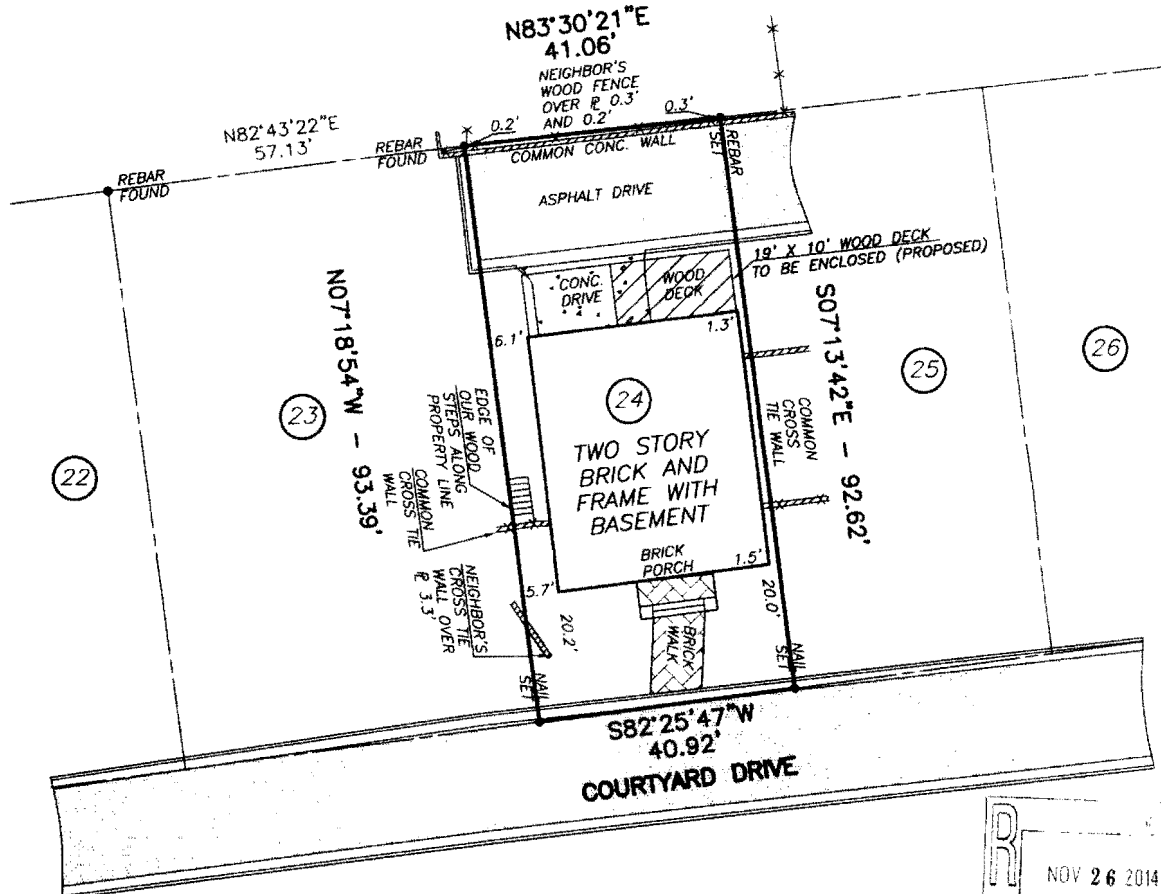 N83°30'21"E
41.06'
NEIGHBOR'S
WOOD FENCE
OVER ⅊ 0.3'
AND 0.2'
0.2'
0.3'
N82°43'22"E
57.13'
REBAR
FOUND
REBAR
FOUND
COMMON CONC. WALL
REBAR
SET
ASPHALT DRIVE
19' X 10' WOOD DECK
TO BE ENCLOSED (PROPOSED)
CONC.
DRIVE
WOOD
DECK
N07°18'54"W - 93.39'
S07°13'42"E - 92.62'
6.1'
1.3'
22
23
24
25
26
TWO STORY
BRICK AND
FRAME WITH
BASEMENT
EDGE OF
OUR WOOD
STEPS ALONG
PROPERTY LINE
COMMON
CROSS TIE
WALL
COMMON
CROSS
TIE WALL
BRICK
PORCH
1.5'
5.7'
20.2'
20.0'
NEIGHBOR'S
CROSS TIE
WALL OVER
⅊ 3.3'
BRICK
WALK
NAIL
SET
NAIL
SET
S82°25'47"W
40.92'
COURTYARD DRIVE
R
NOV 26 2014